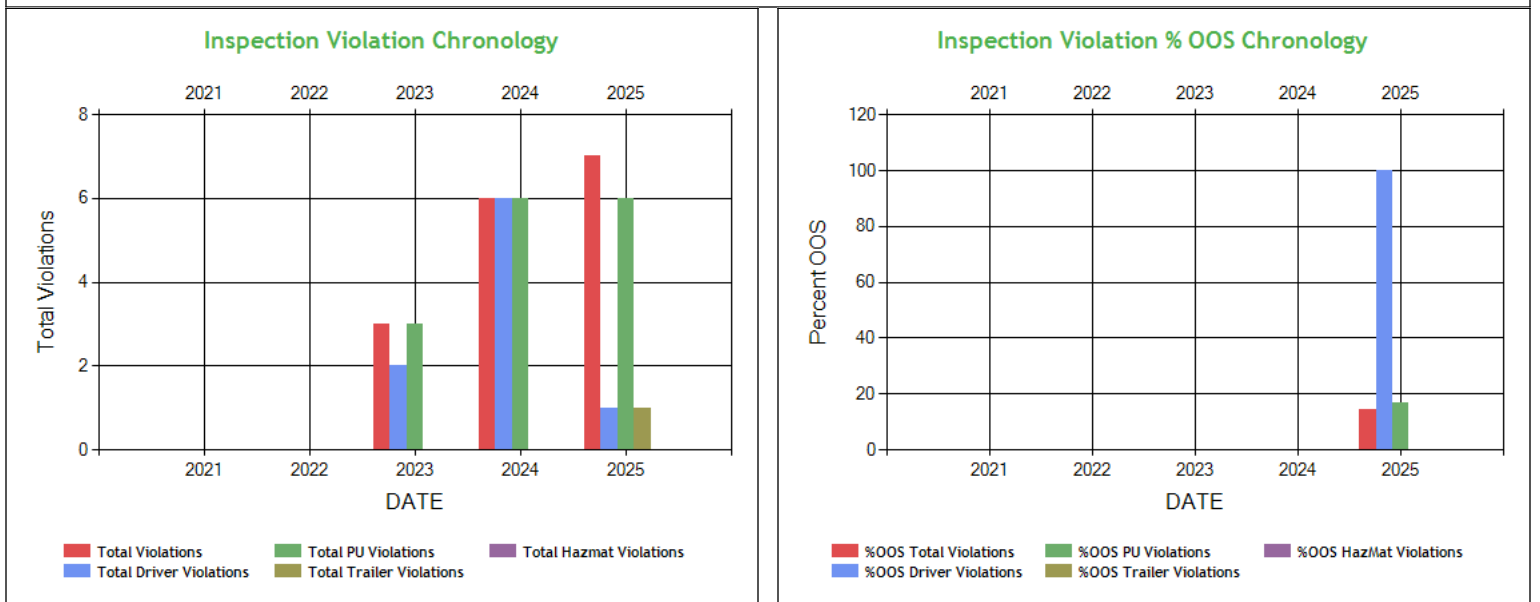 Inspection Violation Chronology
2021 2022 2023 2024 2025
8
6
4
2
0
Total Violations
2021 2022 2023 2024 2025
DATE
Total Violations Total PU Violations Total Hazmat Violations
Total Driver Violations Total Trailer Violations
Inspection Violation % OOS Chronology
2021 2022 2023 2024 2025
120
100
80
60
40
20
0
Percent OOS
2021 2022 2023 2024 2025
DATE
%OOS Total Violations %OOS PU Violations %OOS HazMat Violations
%OOS Driver Violations %OOS Trailer Violations